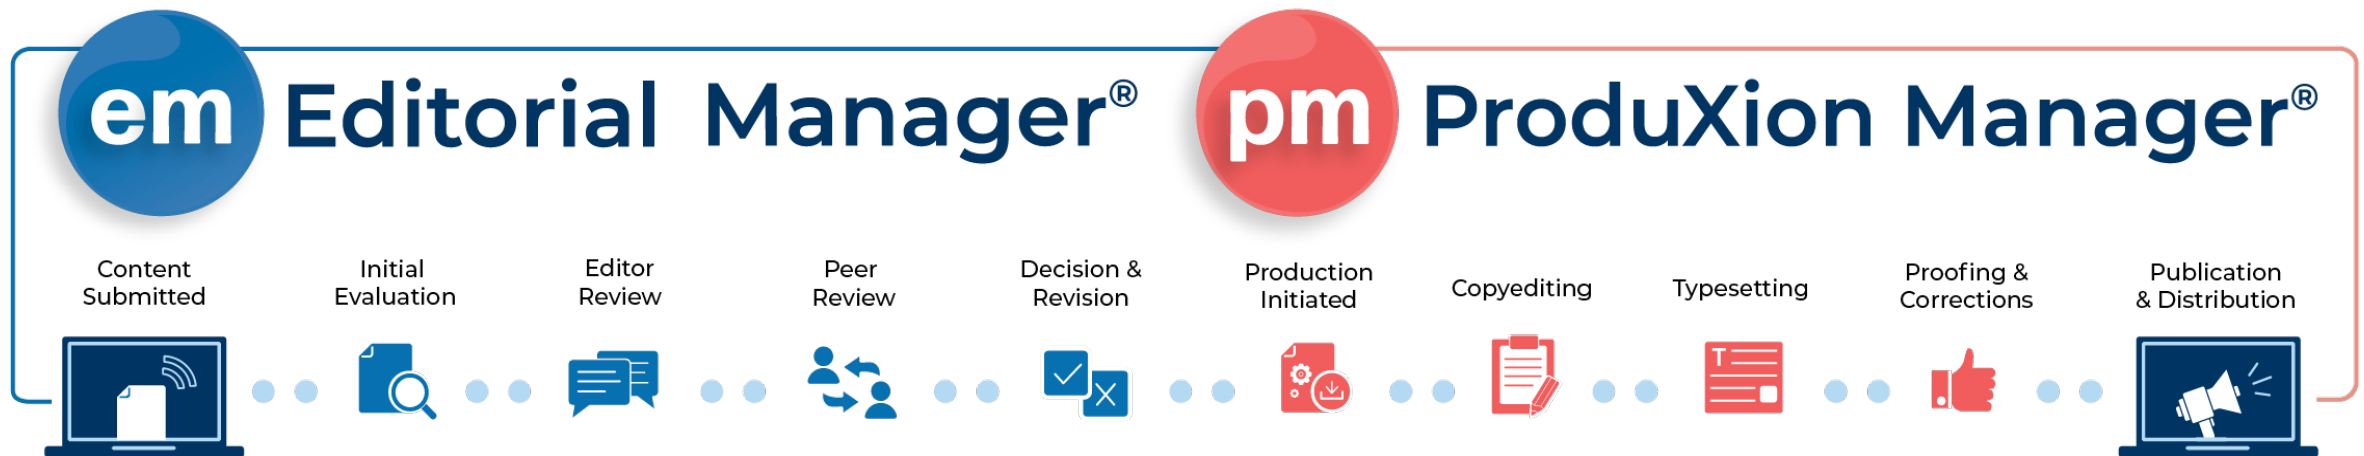 em Editorial Manager®
pm ProduXion Manager®
Content
Submitted
Initial
Evaluation
Editor
Review
Peer
Review
Decision &
Revision
Production
Initiated
Copyediting
Typesetting
T
Proofing &
Corrections
Publication
& Distribution